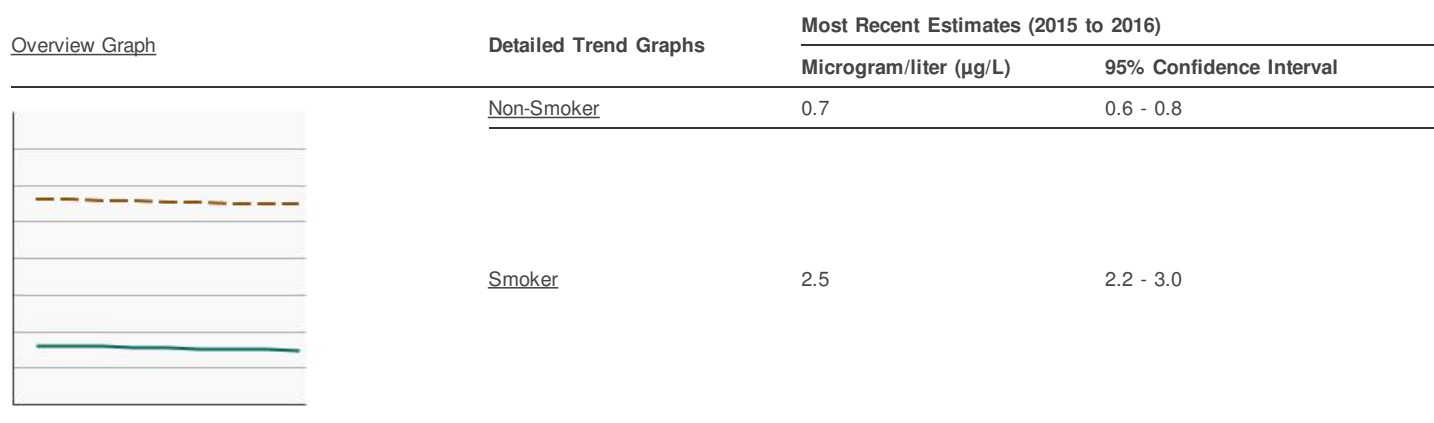 Overview Graph
Detailed Trend Graphs
Most Recent Estimates (2015 to 2016)
Microgram/liter (µg/L)
95% Confidence Interval
Non-Smoker
0.7
0.6 - 0.8
Smoker
2.5
2.2 - 3.0